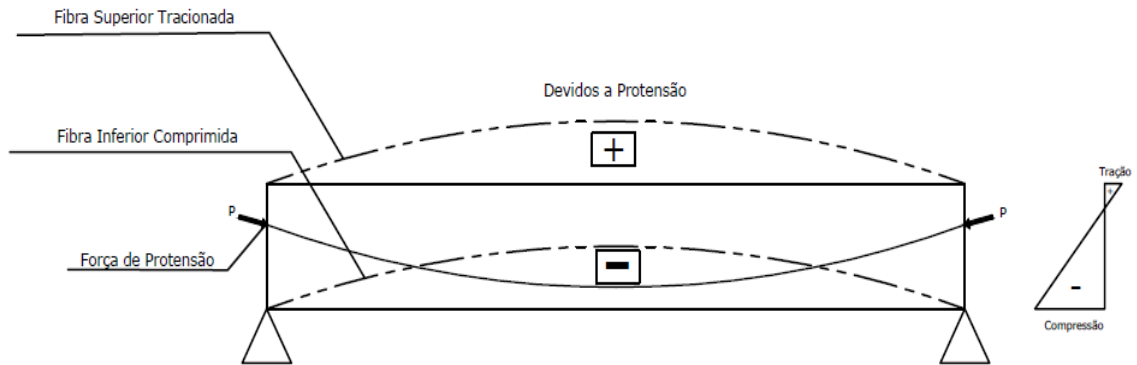 Fibra Superior Tracionada
Devidos a Protensão
Fibra Inferior Comprimida
+
Tração
+
P
P
Força de Protensão
-
-
Compressão